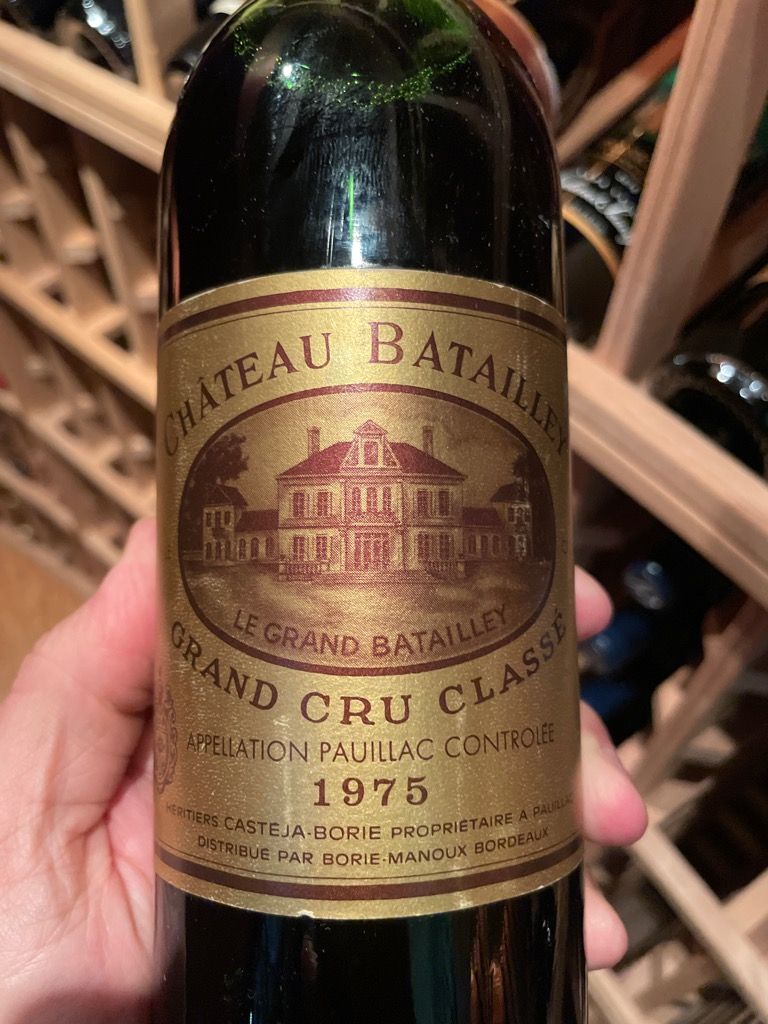 CHÂTEAU BATAILLEY
LE GRAND BATAILLEY
GRAND CRU CLASSÉ
APPELLATION PAUILLAC CONTROLÉE
1975
HÉRITIERS CASTÉJA-BORIE PROPRIÉTAIRE A PAUILLAC
DISTRIBUÉ PAR BORIE-MANOUX BORDEAUX